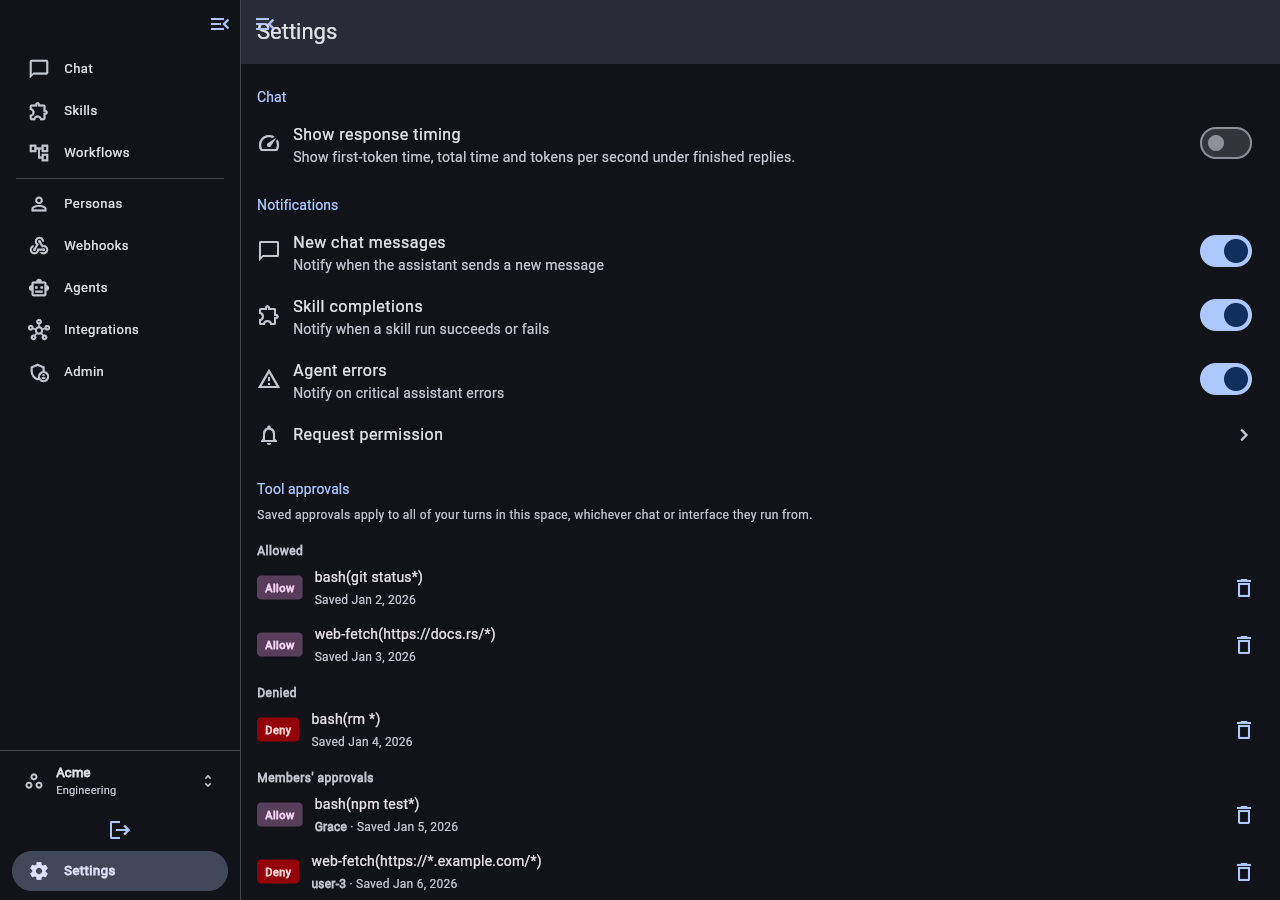 Chat
Skills
Workflows
Personas
Webhooks
Agents
Integrations
Admin
Acme
Engineering
Settings
Settings
Chat
Show response timing
Show first-token time, total time and tokens per second under finished replies.
Notifications
New chat messages
Notify when the assistant sends a new message
Skill completions
Notify when a skill run succeeds or fails
Agent errors
Notify on critical assistant errors
Request permission
Tool approvals
Saved approvals apply to all of your turns in this space, whichever chat or interface they run from.
Allowed
Allow
bash(git status*)
Saved Jan 2, 2026
Allow
web-fetch(https://docs.rs/*)
Saved Jan 3, 2026
Denied
Deny
bash(rm *)
Saved Jan 4, 2026
Members' approvals
Allow
bash(npm test*)
Grace · Saved Jan 5, 2026
Deny
web-fetch(https://*.example.com/*)
user-3 · Saved Jan 6, 2026